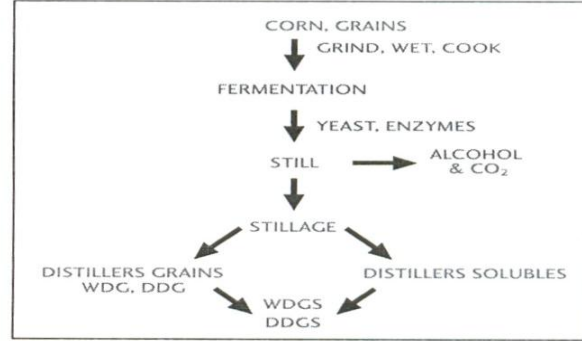 CORN, GRAINS
GRIND, WET, COOK
FERMENTATION
YEAST, ENZYMES
STILL
ALCOHOL
& CO₂
STILLAGE
DISTILLERS GRAINS
WDG, DDG
DISTILLERS SOLUBLES
WDGS
DDGS